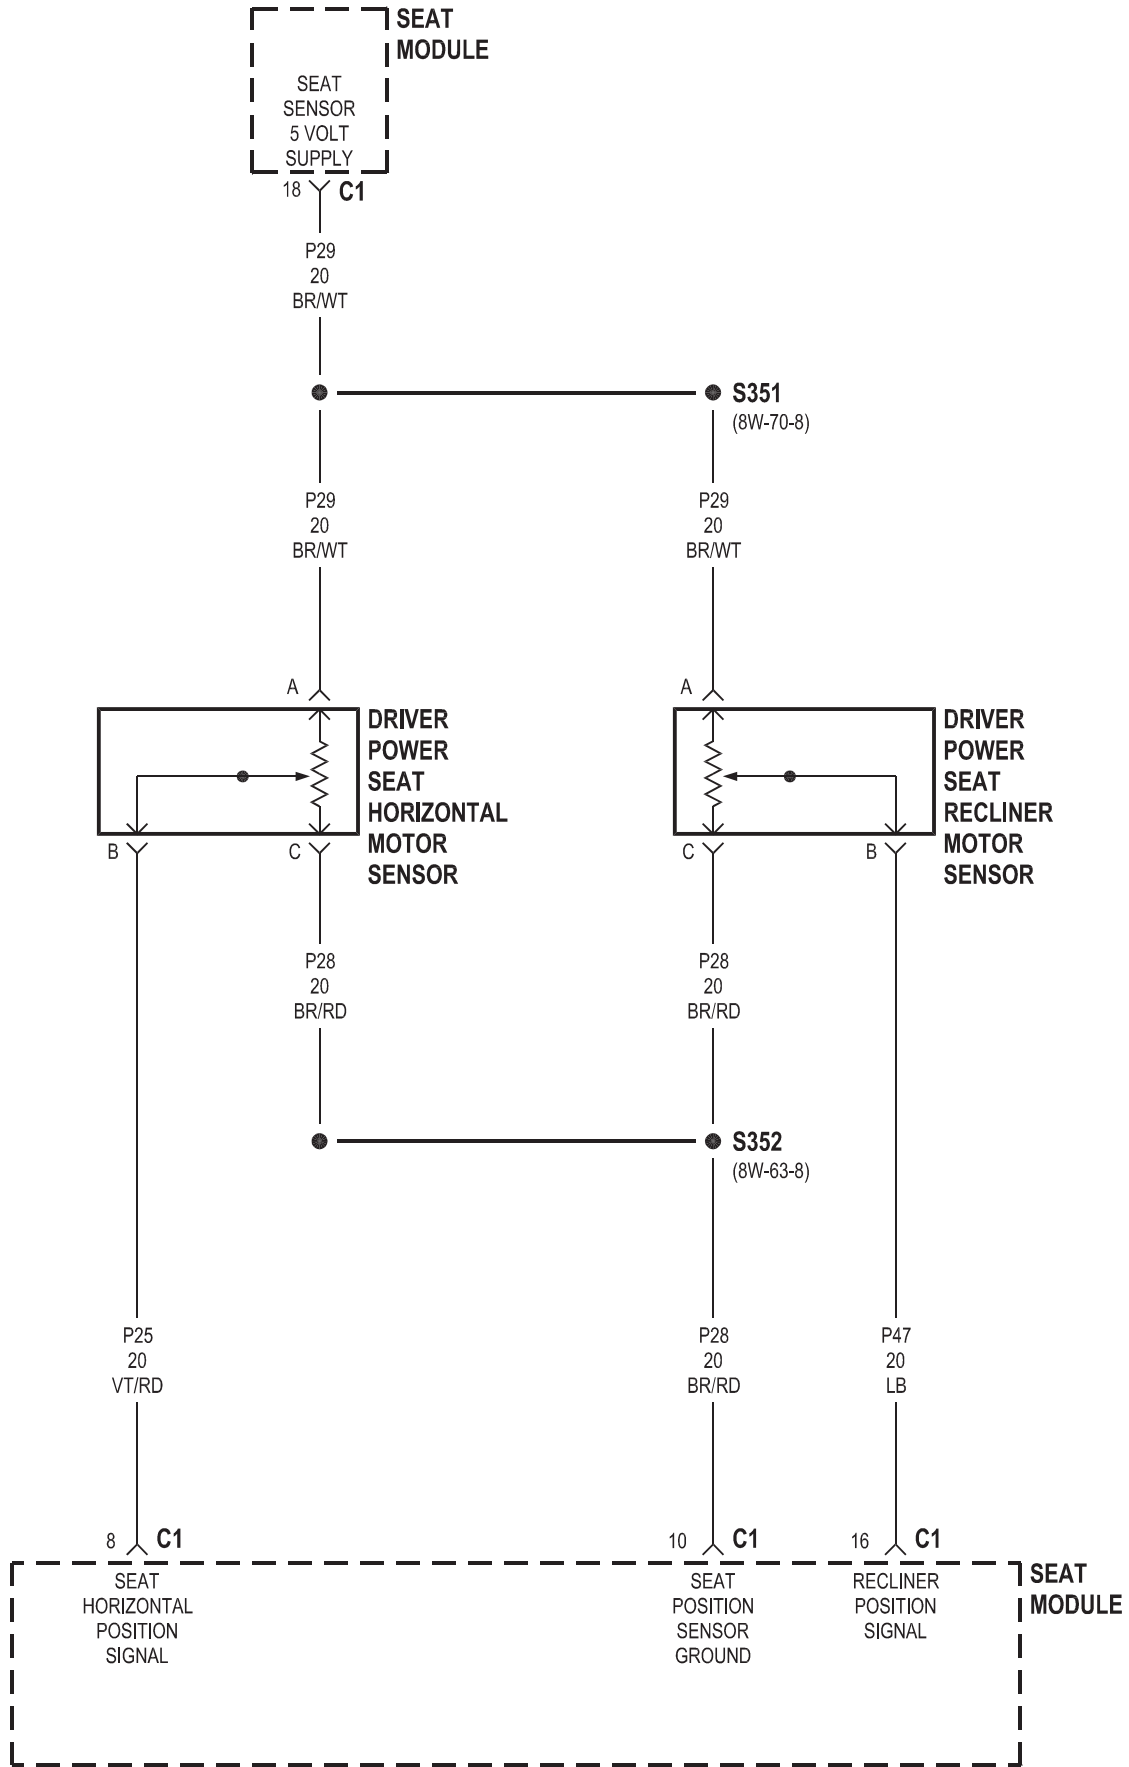 SEAT
MODULE
SEAT
SENSOR
5 VOLT
SUPPLY
18
C1
P29
20
BR/WT
S351
(8W-70-8)
P29
20
BR/WT
P29
20
BR/WT
A
A
DRIVER
POWER
SEAT
HORIZONTAL
MOTOR
SENSOR
DRIVER
POWER
SEAT
RECLINER
MOTOR
SENSOR
B
C
C
B
P28
20
BR/RD
P28
20
BR/RD
S352
(8W-63-8)
P25
20
VT/RD
P28
20
BR/RD
P47
20
LB
8
C1
10
C1
16
C1
SEAT
HORIZONTAL
POSITION
SIGNAL
SEAT
POSITION
SENSOR
GROUND
RECLINER
POSITION
SIGNAL
SEAT
MODULE